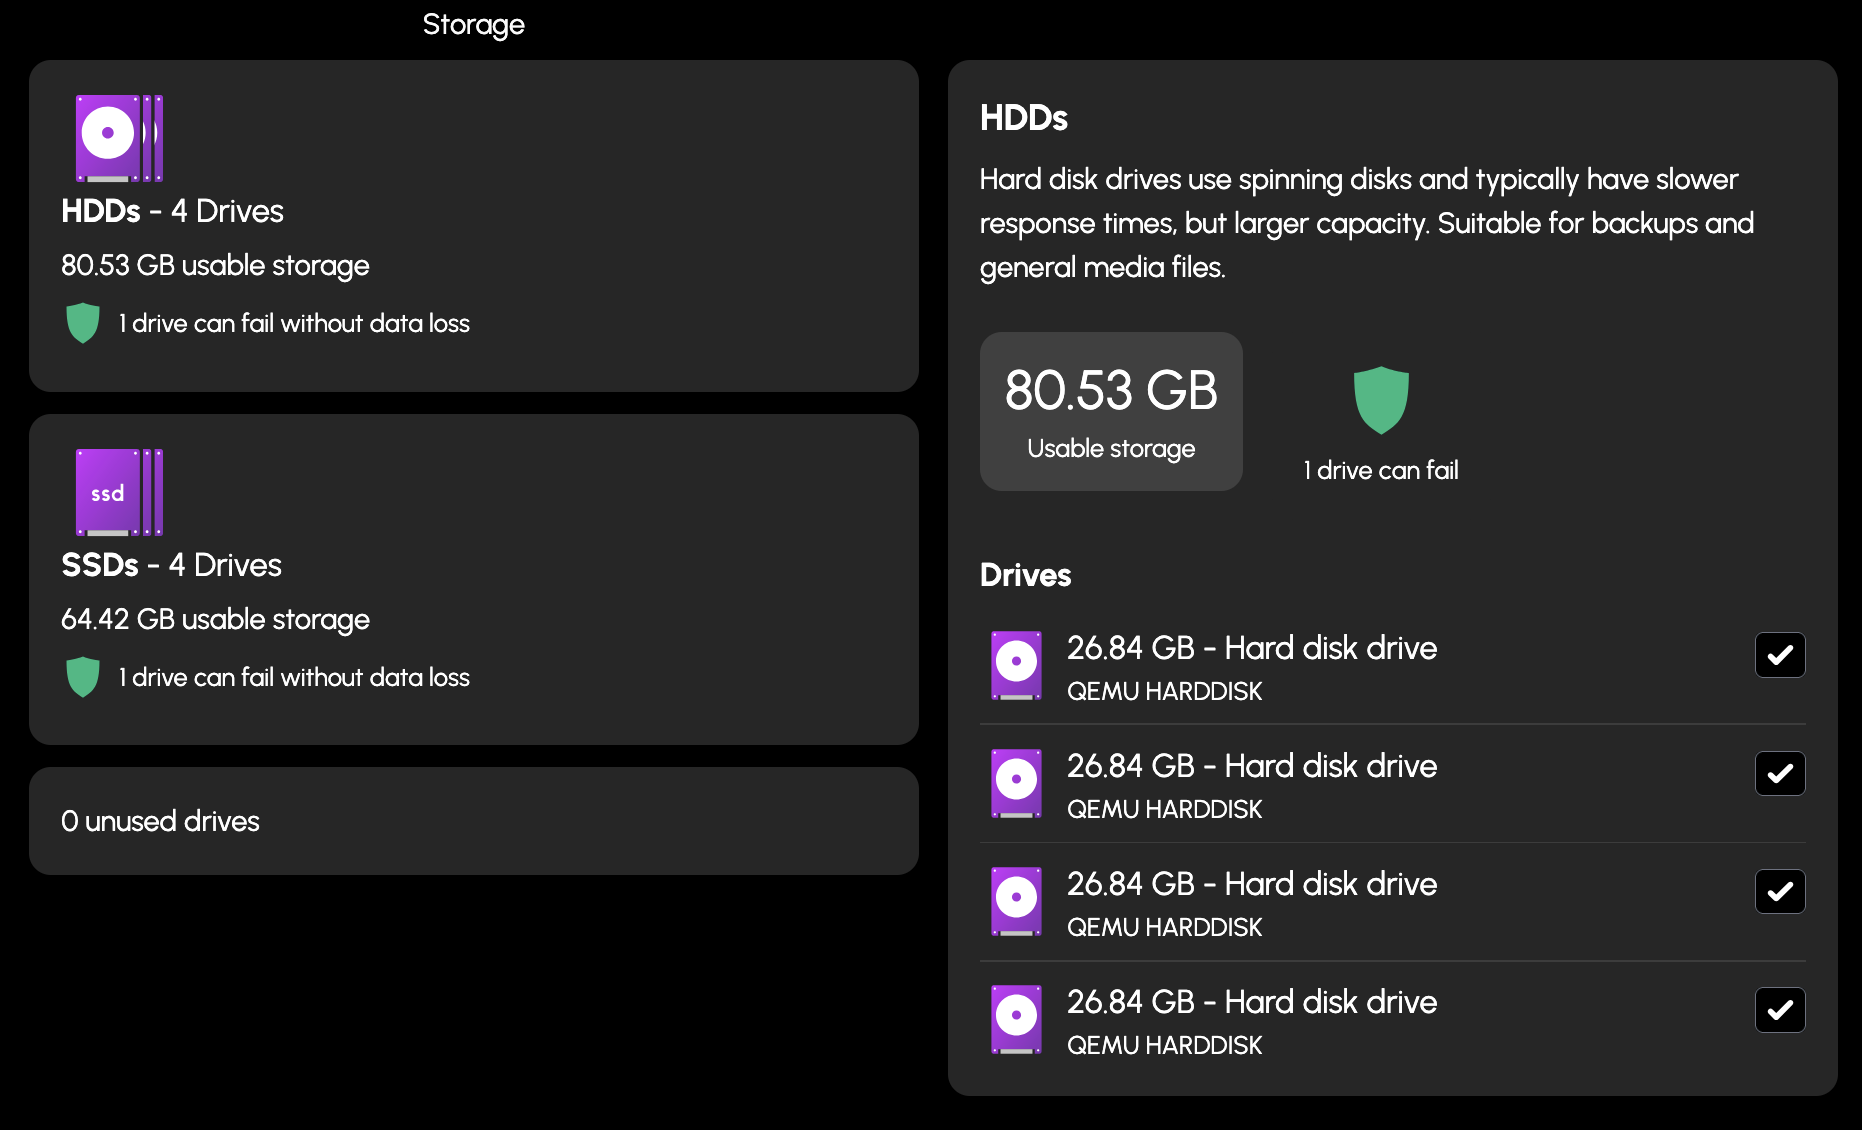 Storage
HDDs - 4 Drives
80.53 GB usable storage
1 drive can fail without data loss
ssd
SSDs - 4 Drives
64.42 GB usable storage
1 drive can fail without data loss
0 unused drives
HDDs
Hard disk drives use spinning disks and typically have slower
response times, but larger capacity. Suitable for backups and
general media files.
80.53 GB
Usable storage
1 drive can fail
Drives
26.84 GB - Hard disk drive
QEMU HARDDISK
26.84 GB - Hard disk drive
QEMU HARDDISK
26.84 GB - Hard disk drive
QEMU HARDDISK
26.84 GB - Hard disk drive
QEMU HARDDISK